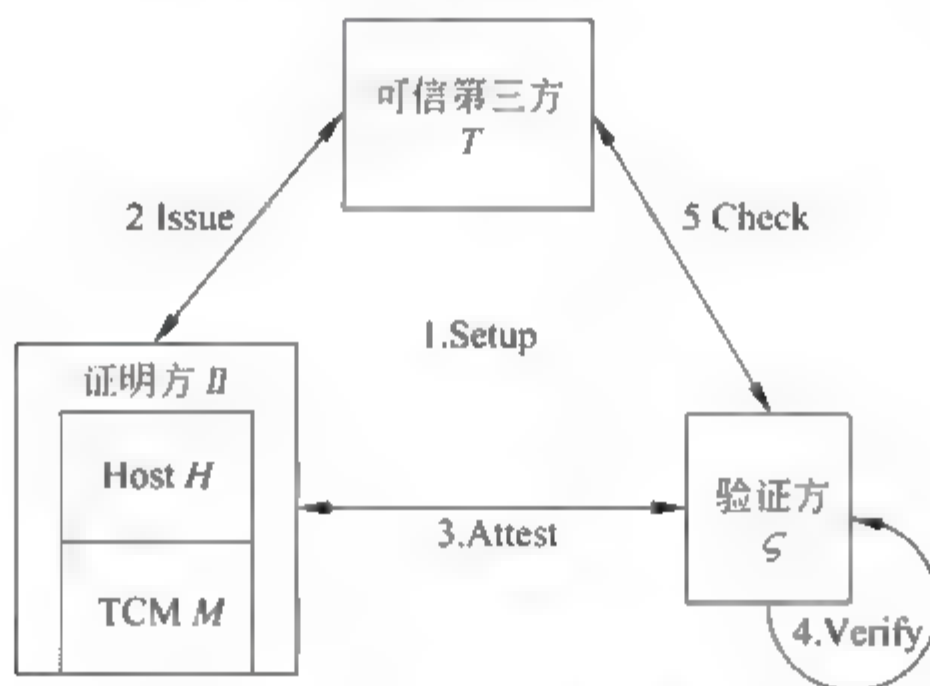 可信第三方
T
2 Issue
5 Check
1.Setup
证明方
Host H
TCM M
3.Attest
验证方
4.Verify